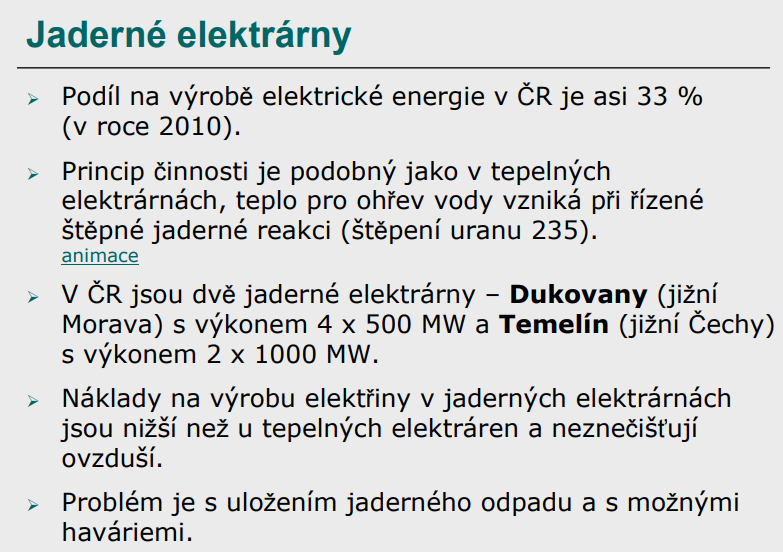 Jaderné elektrárny
Podíl na výrobě elektrické energie v ČR je asi 33 %
(v roce 2010).
Princip činnosti je podobný jako v tepelných
elektrárnách, teplo pro ohřev vody vzniká při řízené
štěpné jaderné reakci (štěpení uranu 235).
animace
V ČR jsou dvě jaderné elektrárny – Dukovany (jižní
Morava) s výkonem 4 x 500 MW a Temelín (jižní Čechy)
s výkonem 2 x 1000 MW.
Náklady na výrobu elektřiny v jaderných elektrárnách
jsou nižší než u tepelných elektráren a neznečišťují
ovzduší.
Problém je s uložením jaderného odpadu a s možnými
haváriemi.